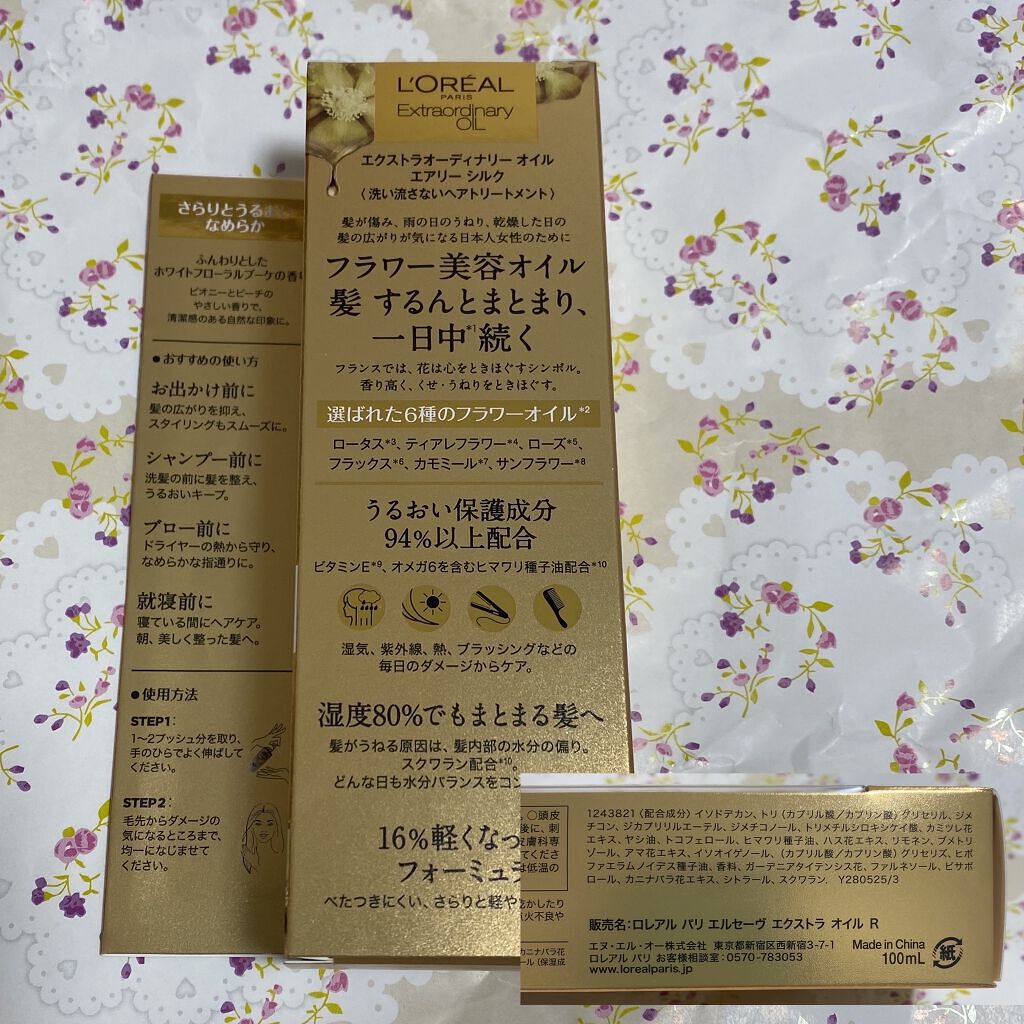 さらりとうるおい
なめらか
ふんわりとした
ホワイトフローラルブーケの香り
ピオニーとピーチの
やさしい香りで、
清潔感のある自然な印象に。
●おすすめの使い方
お出かけ前に
髪の広がりを抑え、
スタイリングもスムーズに。
シャンプー前に
洗髪の前に髪を整え、
うるおいキープ。
ブロー前に
ドライヤーの熱から守り、
なめらかな指通りに。
就寝前に
寝ている間にヘアケア。
朝、美しく整った髪へ。
●使用方法
STEP1:
1〜2プッシュ分を取り、
手のひらでよく伸ばして
ください。
STEP2:
毛先からダメージの
気になるところまで、
均一になじませて
ください。
L'ORÉAL
PARIS
Extraordinary
OIL
エクストラオーディナリー オイル
エアリー シルク
〈洗い流さないヘアトリートメント〉
髪が傷み、雨の日のうねり、乾燥した日の
髪の広がりが気になる日本人女性のために
フラワー美容オイル
髪 するんとまとまり、
一日中*1続く
フランスでは、花は心をときほぐすシンボル。
香り高く、くせ・うねりをときほぐす。
選ばれた6種のフラワーオイル*2
ロータス*3、ティアレフラワー*4、ローズ*5、
フラックス*6、カモミール*7、サンフラワー*8
うるおい保護成分
94%以上配合
ビタミンE*9、オメガ6を含むヒマワリ種子油配合*10
湿気、紫外線、熱、ブラッシングなどの
毎日のダメージからケア。
湿度80%でもまとまる髪へ
髪がうねる原因は、髪内部の水分の偏り。
スクワラン配合*10。
どんな日も水分バランスをコン
16%軽くなっ
フォーミュラ
べたつきにくい、さらりと軽や
○頭皮
後に、刺
皮膚科専
てください
は低温の
乾かしたり
火不良や
カニナバラ花
ール(保湿成
1243821〈配合成分〉イソドデカン、トリ(カプリル酸/カプリン酸)グリセリル、ジメ
チコン、ジカプリリルエーテル、ジメチコノール、トリメチルシロキシケイ酸、カミツレ花
エキス、ヤシ油、トコフェロール、ヒマワリ種子油、ハス花エキス、リモネン、ブメトリ
ゾール、アマ花エキス、イソオイゲノール、(カプリル酸/カプリン酸)グリセリズ、ヒポ
ファエラムノイデス種子油、香料、ガーデニアタイテンシス花、ファルネソール、ビサボ
ロール、カニナバラ花エキス、シトラール、スクワラン. Y280525/3
販売名:ロレアル パリ エルセーヴ エクストラ オイル R
エヌ・エル・オー株式会社 東京都新宿区西新宿3-7-1
ロレアル パリ お客様相談室:0570-783053
www.lorealparis.jp
Made in China
100mL
紙